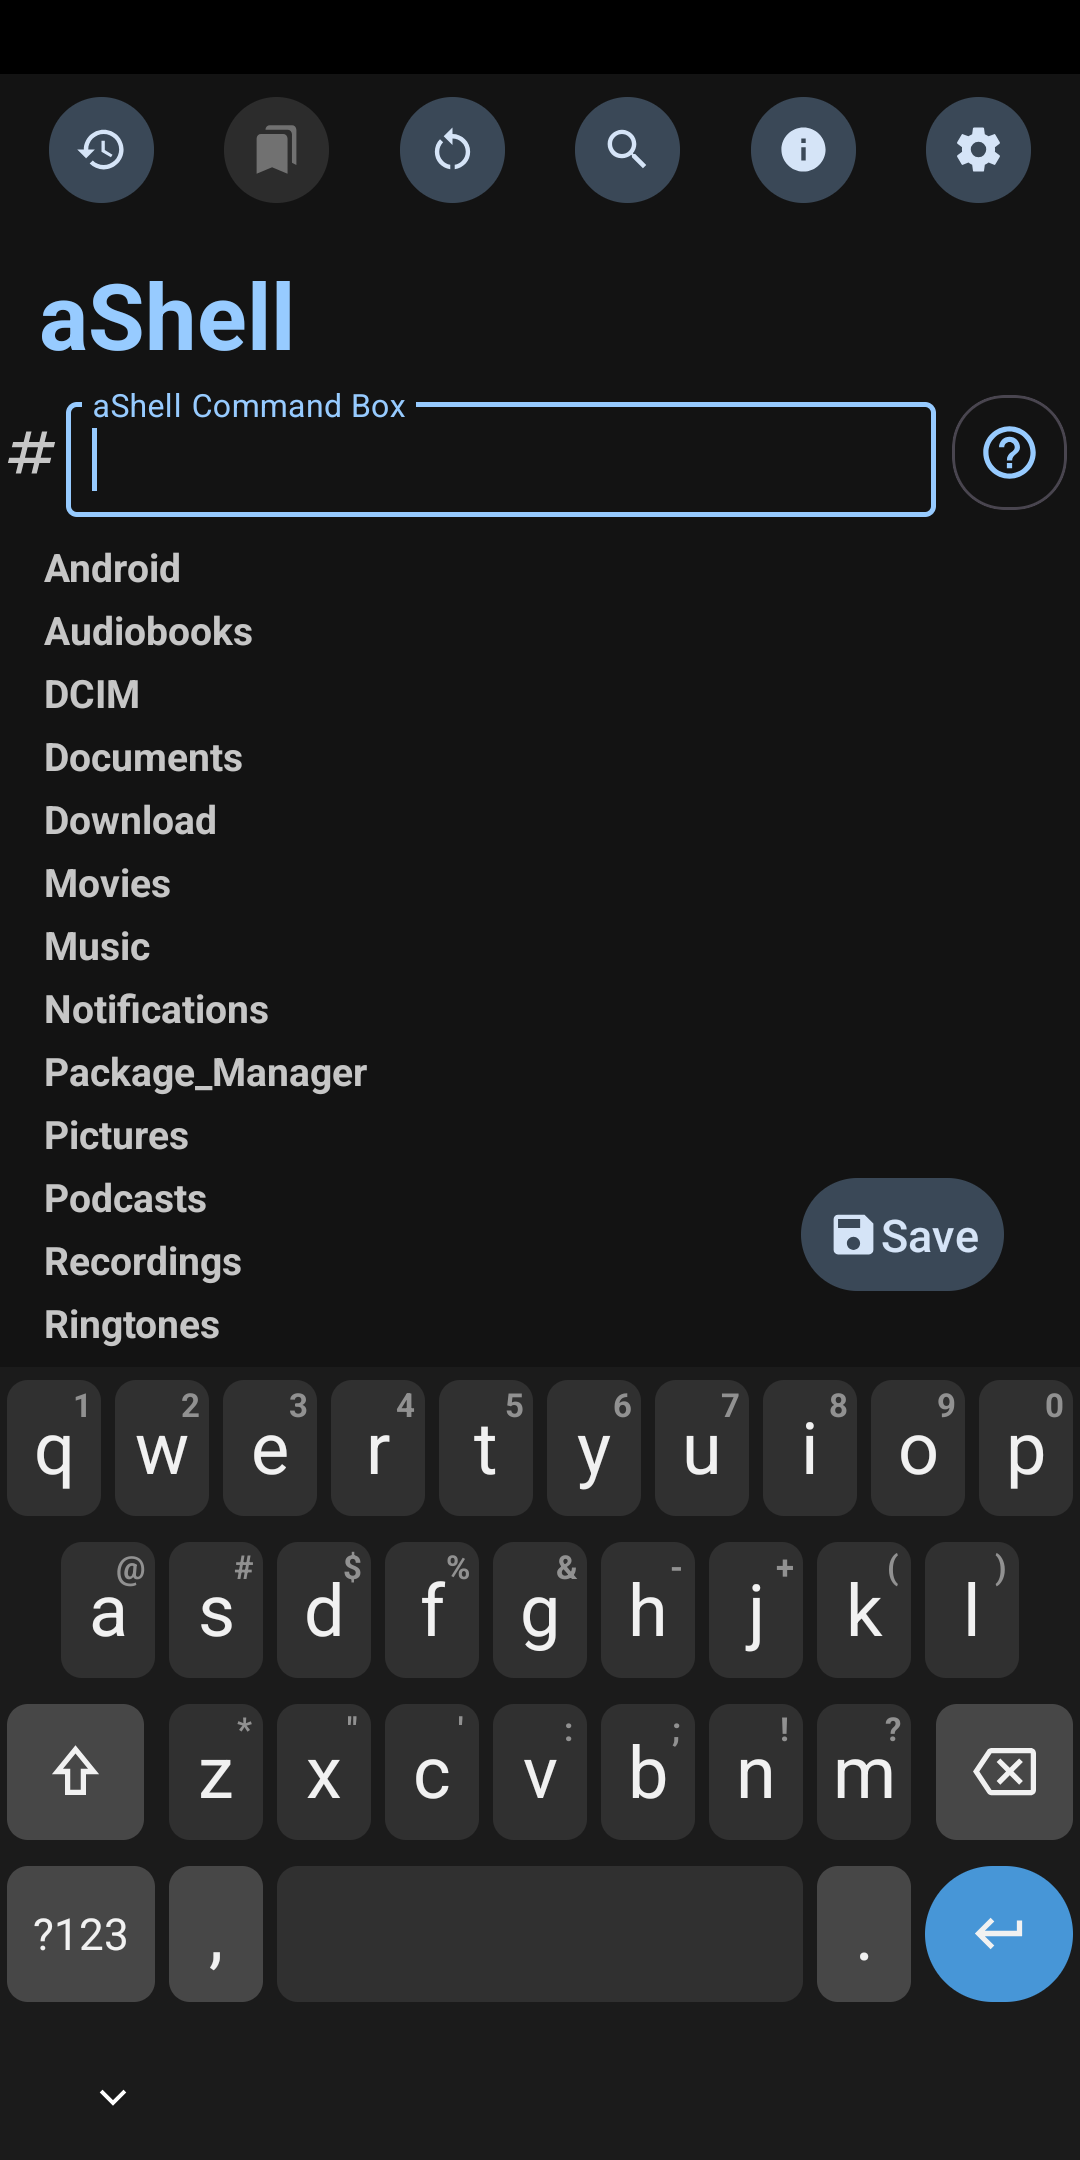 aShell
aShell Command Box
#
Android
Audiobooks
DCIM
Documents
Download
Movies
Music
Notifications
Package_Manager
Pictures
Podcasts
Recordings
Ringtones
Save
1 2 3 4 5 6 7 8 9 0
q w e r t y u i o p
@ # $ % & - + ( )
a s d f g h j k l
* " ' : ; ! ?
z x c v b n m
?123 , .